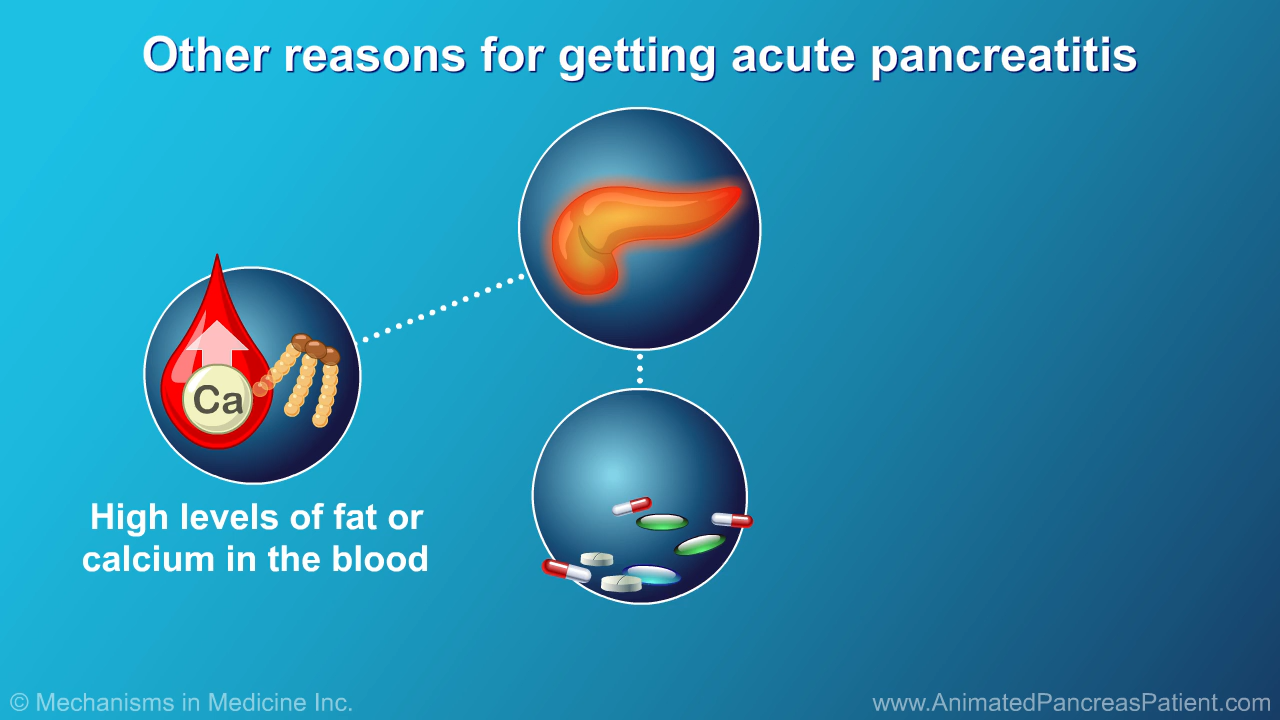 Other reasons for getting acute pancreatitis
Ca
High levels of fat or
calcium in the blood
© Mechanisms in Medicine Inc.
www.AnimatedPancreasPatient.com